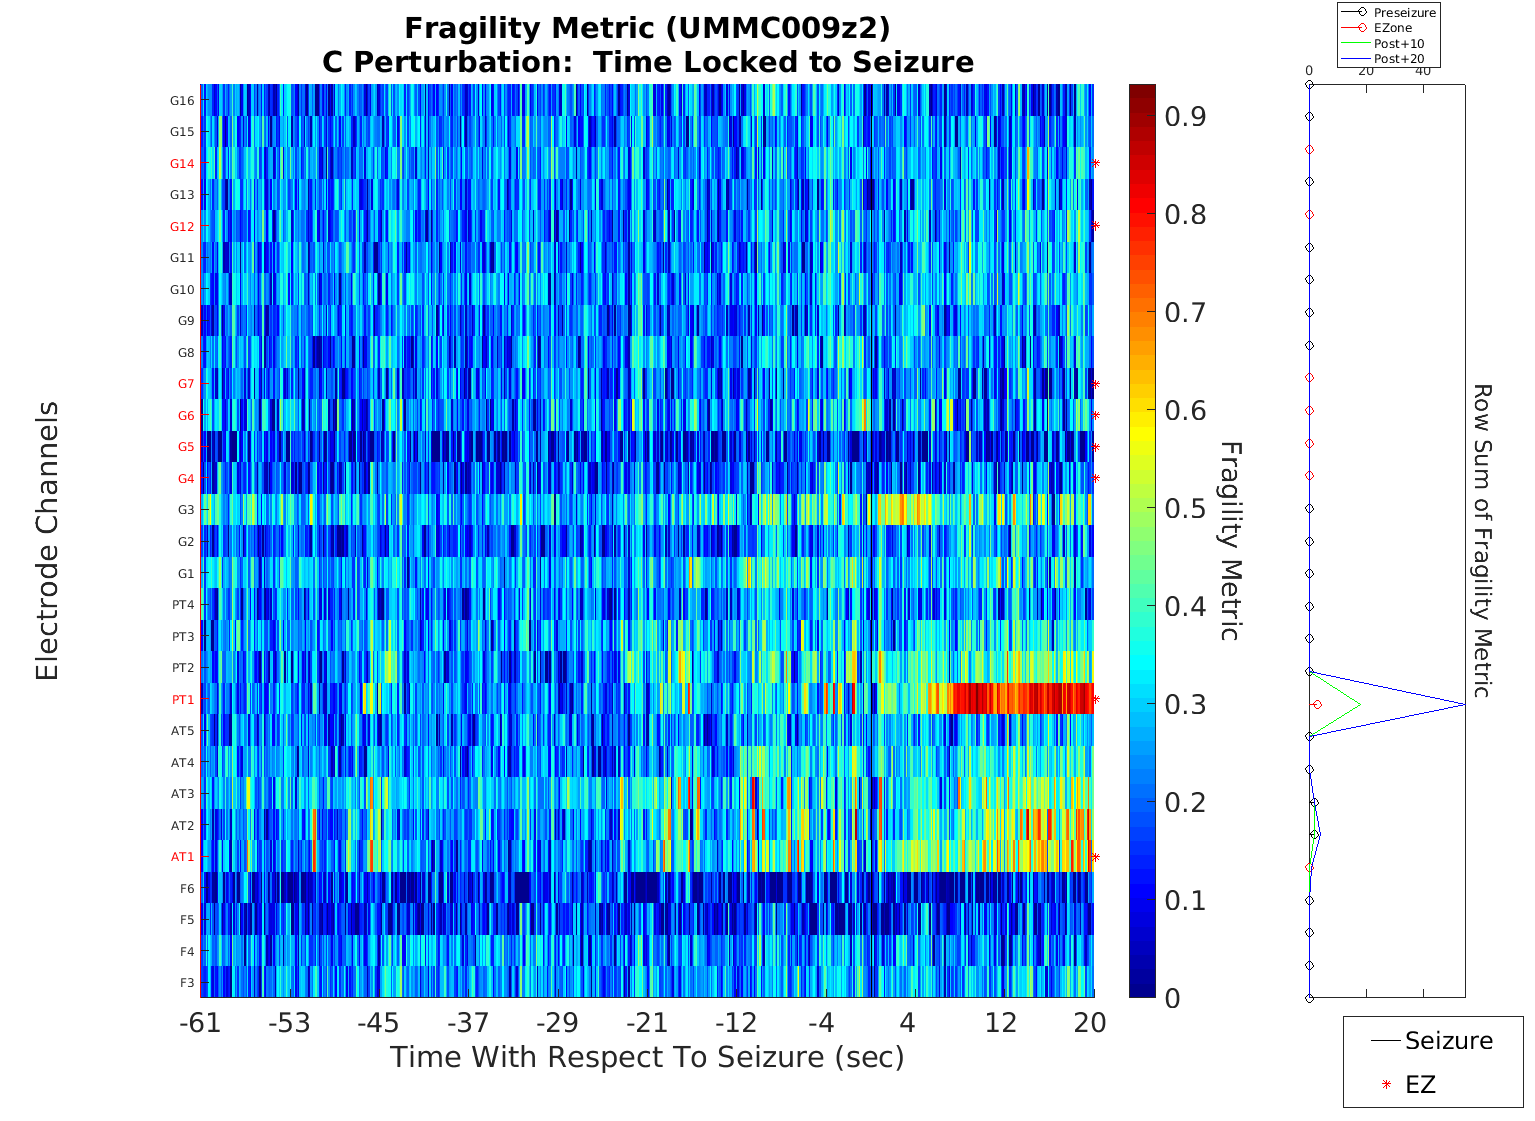 Fragility Metric (UMMC009z2)
C Perturbation:  Time Locked to Seizure
Electrode Channels
G16
G15
G14
G13
G12
G11
G10
G9
G8
G7
G6
G5
G4
G3
G2
G1
PT4
PT3
PT2
PT1
AT5
AT4
AT3
AT2
AT1
F6
F5
F4
F3
-61 -53 -45 -37 -29 -21 -12 -4 4 12 20
Time With Respect To Seizure (sec)
0.9
0.8
0.7
0.6
0.5
0.4
0.3
0.2
0.1
0
Fragility Metric
Preseizure
EZone
Post+10
Post+20
0 20 40
Row Sum of Fragility Metric
Seizure
EZ